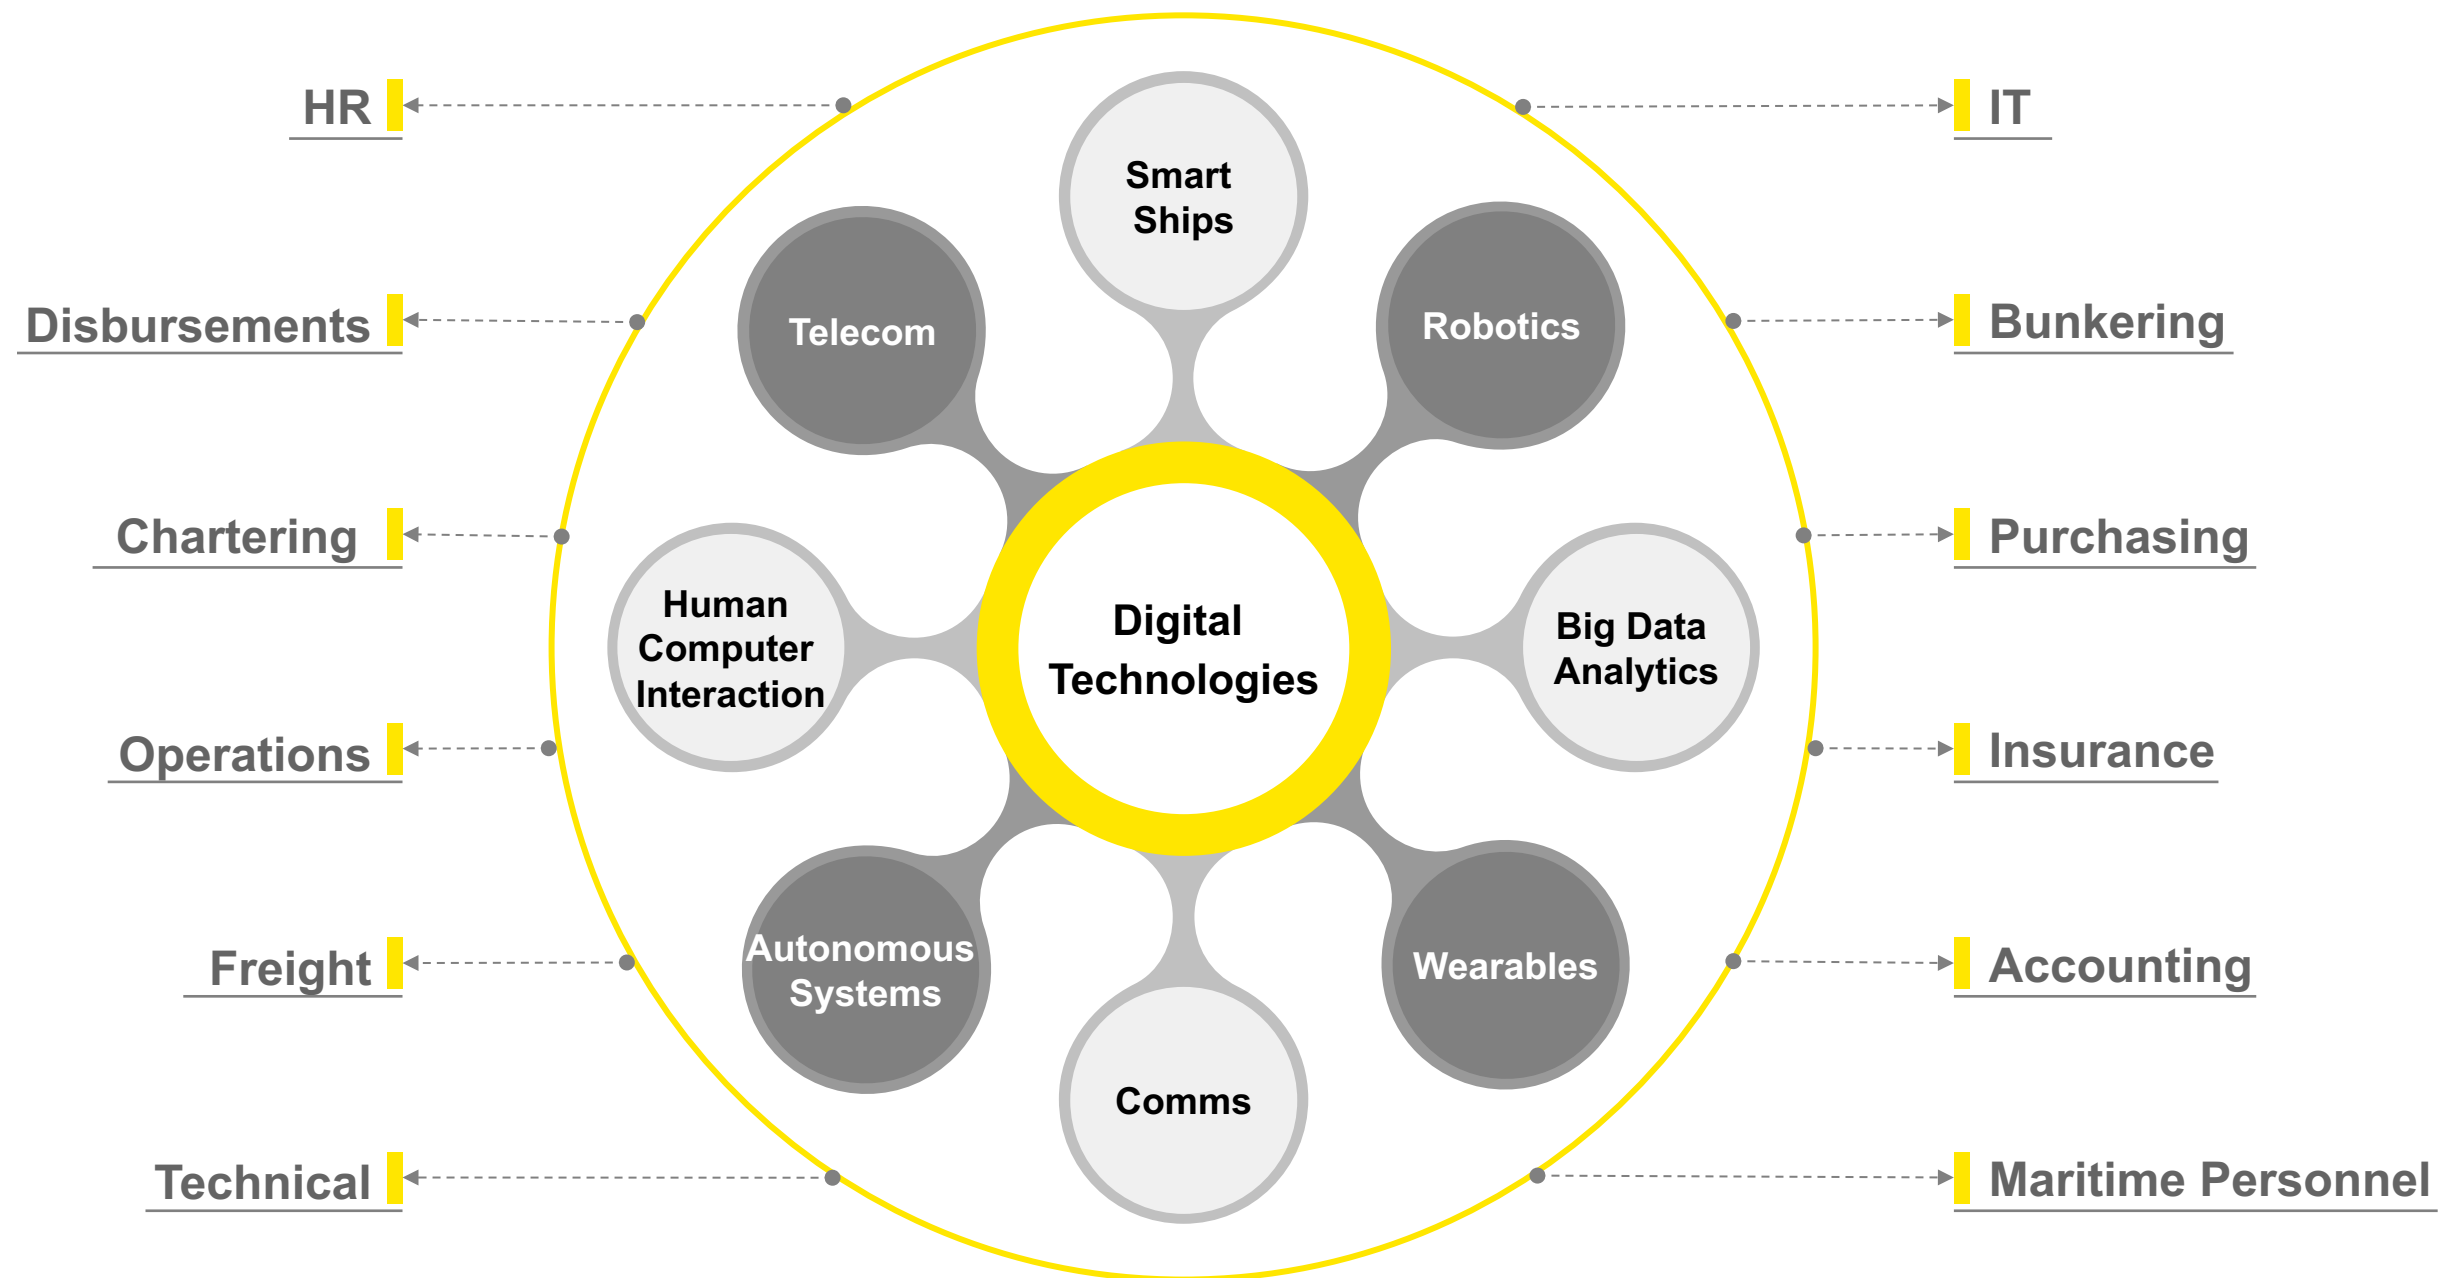 HR
IT
Smart
Ships
Telecom
Robotics
Disbursements
Bunkering
Chartering
Purchasing
Human
Computer
Interaction
Digital
Technologies
Big Data
Analytics
Operations
Insurance
Autonomous
Systems
Wearables
Freight
Accounting
Comms
Technical
Maritime Personnel